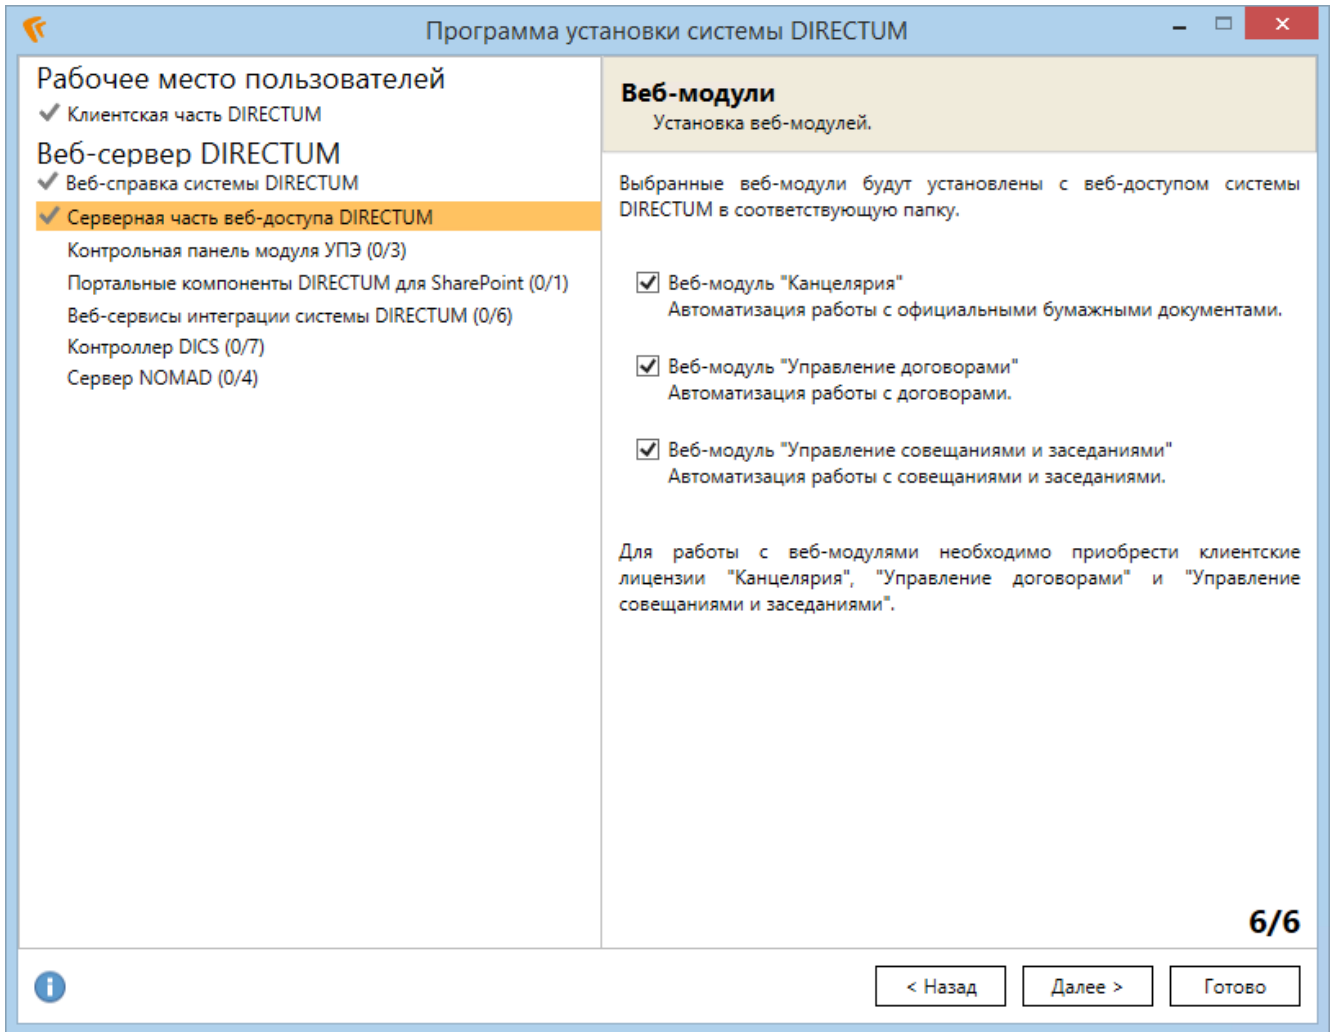 Программа установки системы DIRECTUM
Рабочее место пользователей
Клиентская часть DIRECTUM
Веб-сервер DIRECTUM
Веб-справка системы DIRECTUM
Серверная часть веб-доступа DIRECTUM
Контрольная панель модуля УПЭ (0/3)
Портальные компоненты DIRECTUM для SharePoint (0/1)
Веб-сервисы интеграции системы DIRECTUM (0/6)
Контроллер DICS (0/7)
Сервер NOMAD (0/4)
Веб-модули
Установка веб-модулей.
Выбранные веб-модули будут установлены с веб-доступом системы
DIRECTUM в соответствующую папку.
Веб-модуль "Канцелярия"
Автоматизация работы с официальными бумажными документами.
Веб-модуль "Управление договорами"
Автоматизация работы с договорами.
Веб-модуль "Управление совещаниями и заседаниями"
Автоматизация работы с совещаниями и заседаниями.
Для работы с веб-модулями необходимо приобрести клиентские
лицензии "Канцелярия", "Управление договорами" и "Управление
совещаниями и заседаниями".
6/6
< Назад
Далее >
Готово